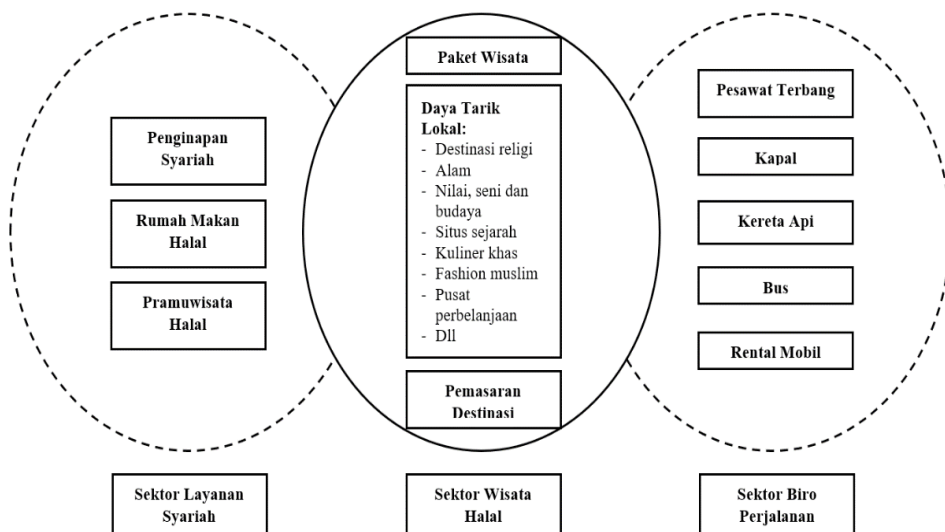 Penginapan
Syariah
Rumah Makan
Halal
Pramuwisata
Halal
Sektor Layanan
Syariah
Paket Wisata
Daya Tarik
Lokal:
- Destinasi religi
- Alam
- Nilai, seni dan
budaya
- Situs sejarah
- Kuliner khas
- Fashion muslim
- Pusat
perbelanjaan
- Dll
Pemasaran
Destinasi
Sektor Wisata
Halal
Pesawat Terbang
Kapal
Kereta Api
Bus
Rental Mobil
Sektor Biro
Perjalanan